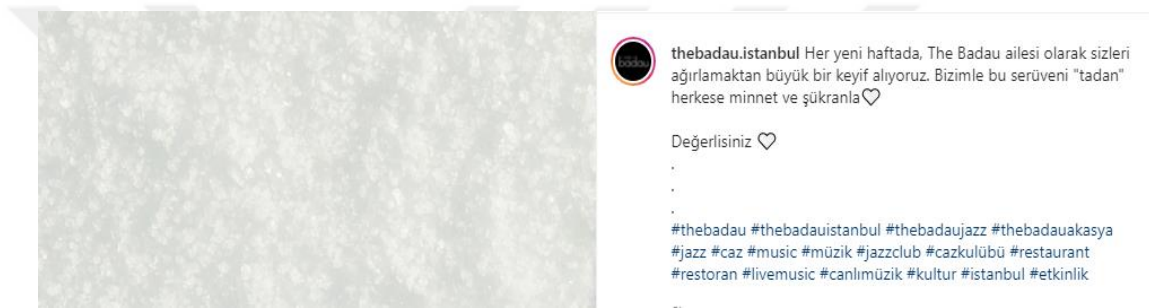 thebadau.istanbul Her yeni haftada, The Badau ailesi olarak sizleri
ağırlamaktan büyük bir keyif alıyoruz. Bizimle bu serüveni "tadan"
herkese minnet ve şükranla♡
Değerlisiniz ♡
.
.
.
#thebadau #thebadauistanbul #thebadaujazz #thebadauakasya
#jazz #caz #music #müzik #jazzclub #cazkulübü #restaurant
#restoran #livemusic #canlımüzik #kultur #istanbul #etkinlik
badau